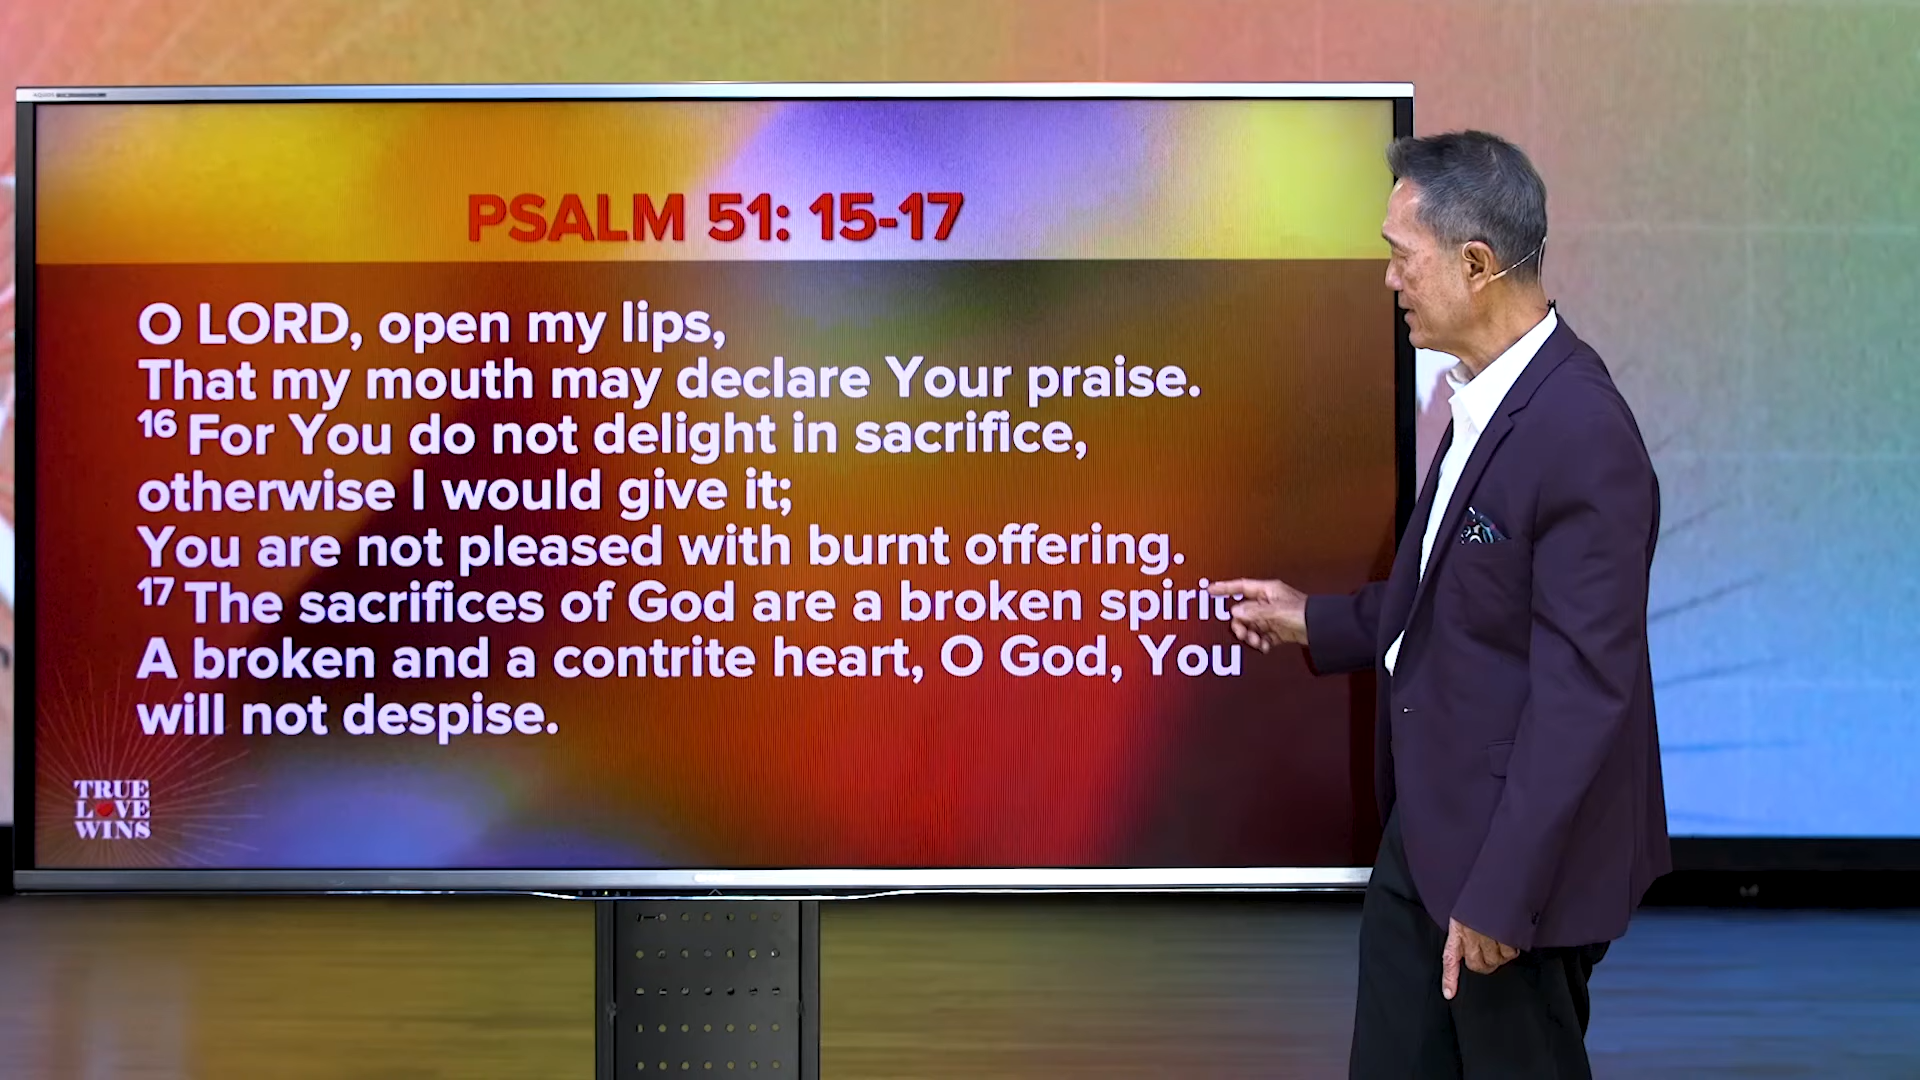 PSALM 51: 15-17
O LORD, open my lips,
That my mouth may declare Your praise.
16 For You do not delight in sacrifice,
otherwise I would give it;
You are not pleased with burnt offering.
17 The sacrifices of God are a broken spirit;
A broken and a contrite heart, O God, You
will not despise.
TRUE
LOVE
WINS